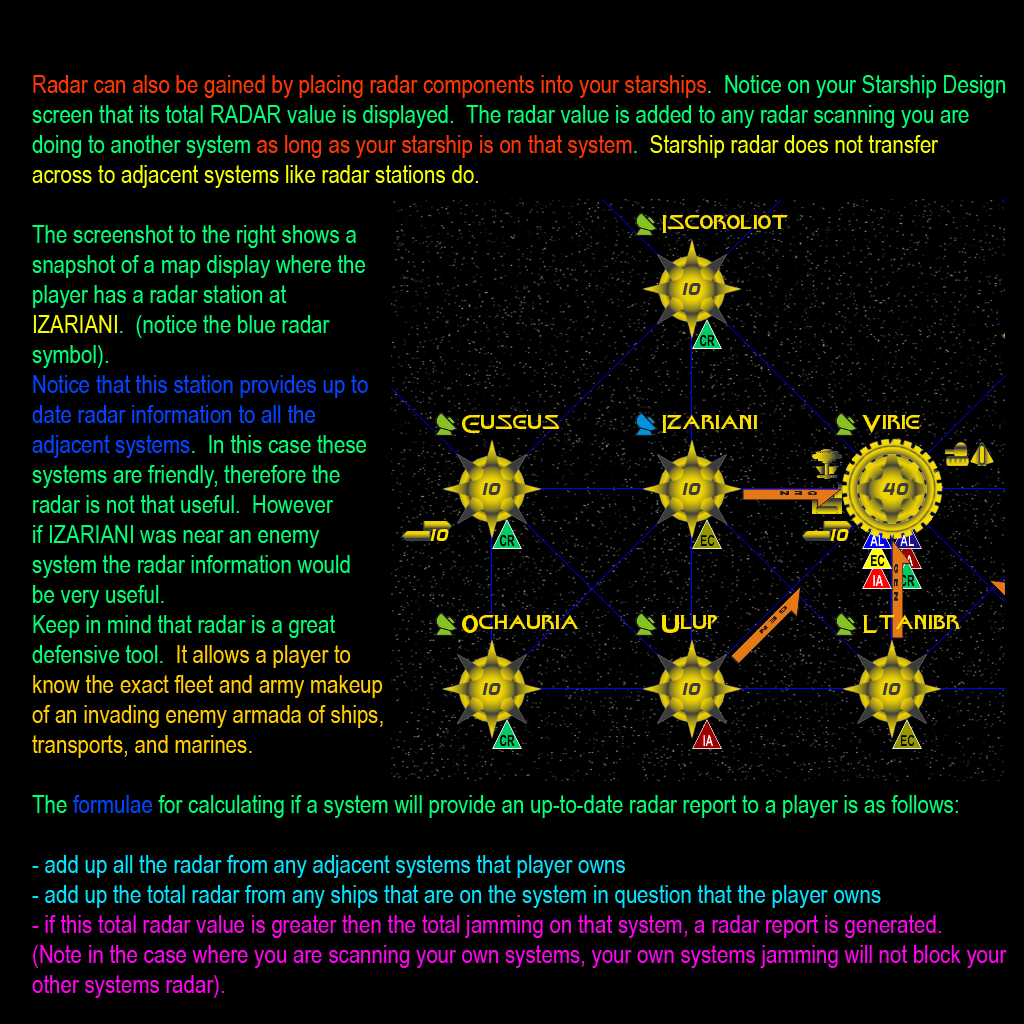 Radar can also be gained by placing radar components into your starships.  Notice on your Starship Design
screen that its total RADAR value is displayed.  The radar value is added to any radar scanning you are
doing to another system as long as your starship is on that system.  Starship radar does not transfer
across to adjacent systems like radar stations do.
The screenshot to the right shows a
snapshot of a map display where the
player has a radar station at
IZARIANI.  (notice the blue radar
symbol).
Notice that this station provides up to
date radar information to all the
adjacent systems.  In this case these
systems are friendly, therefore the
radar is not that useful.  However
if IZARIANI was near an enemy
system the radar information would
be very useful.
Keep in mind that radar is a great
defensive tool.  It allows a player to
know the exact fleet and army makeup
of an invading enemy armada of ships,
transports, and marines.
ISCOROLIOT
10
CR
EUSEUS
IZARIANI
VIRIE
10
10
40
GEN
10
CR
EC
10
AL
AL
EC
IA
IA
CR
GEN
OCHAURIA
ULUP
LTANIBR
10
10
10
CR
IA
EC
The formulae for calculating if a system will provide an up-to-date radar report to a player is as follows:
- add up all the radar from any adjacent systems that player owns
- add up the total radar from any ships that are on the system in question that the player owns
- if this total radar value is greater then the total jamming on that system, a radar report is generated.
(Note in the case where you are scanning your own systems, your own systems jamming will not block your
other systems radar).